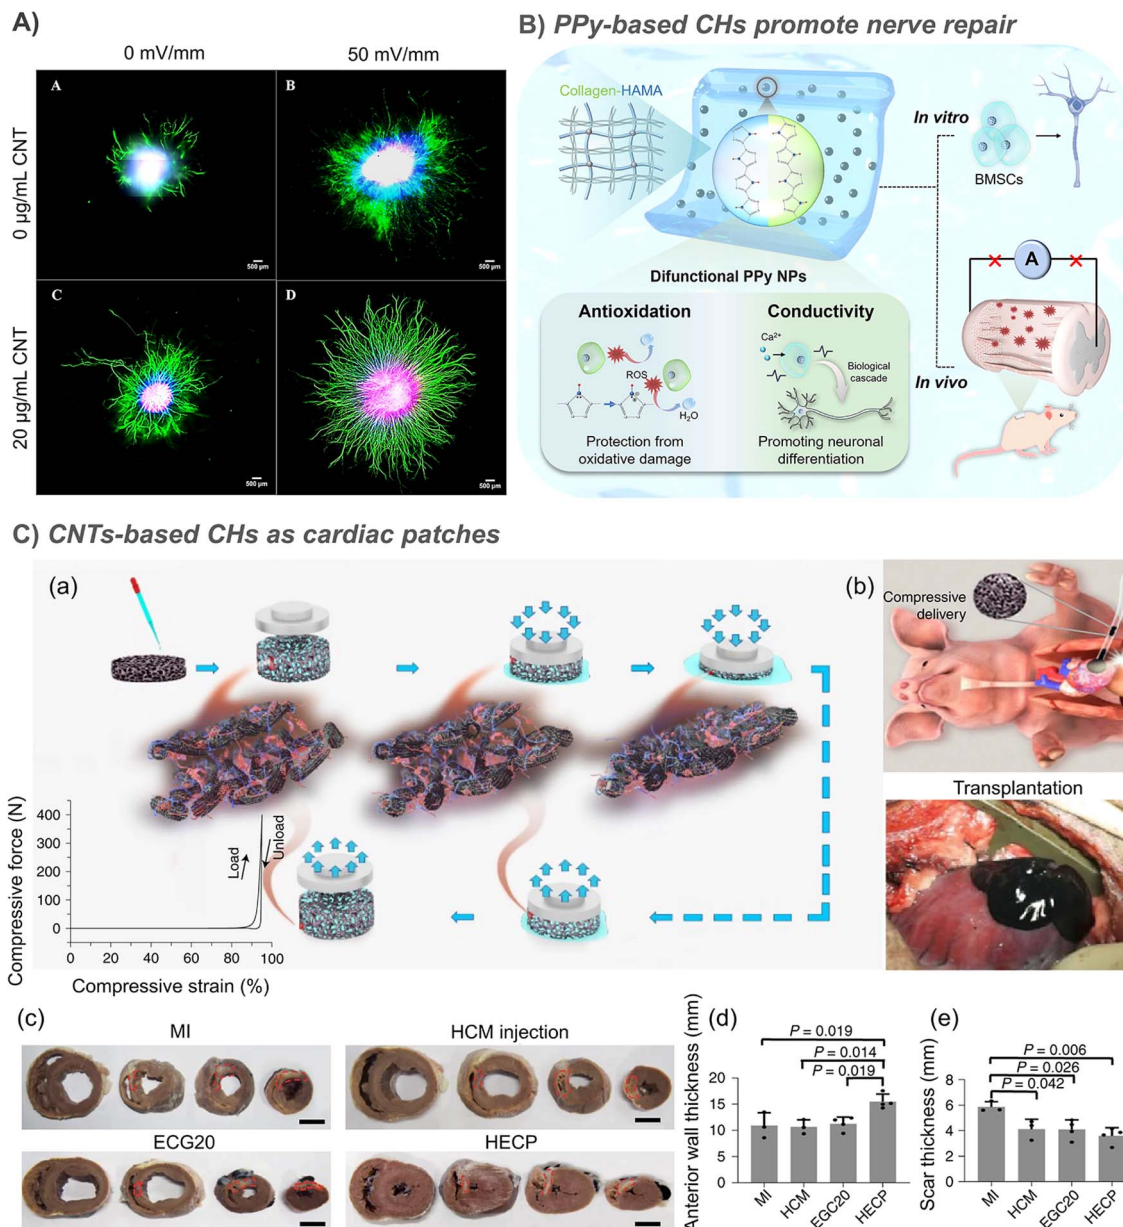 A)
0 mV/mm
50 mV/mm
0 µg/mL CNT
20 µg/mL CNT
A
500 µm
B
500 µm
C
500 µm
D
500 µm
B) PPy-based CHs promote nerve repair
Collagen-HAMA
In vitro
BMSCs
Difunctional PPy NPs
Antioxidation
ROS
H2O
Protection from
oxidative damage
Conductivity
Ca2+
Biological
cascade
Promoting neuronal
differentiation
A
In vivo
C) CNTs-based CHs as cardiac patches
(a)
Compressive force (N)
400
300
200
100
0
Load
Unload
0 20 40 60 80 100
Compressive strain (%)
(b)
Compressive
delivery
Transplantation
(c)
MI
HCM injection
ECG20
HECP
(d)
Anterior wall thickness (mm)
P = 0.019
P = 0.014
P = 0.019
20
15
10
5
0
MI
HCM
EGC20
HECP
(e)
Scar thickness (mm)
P = 0.006
P = 0.026
P = 0.042
8
6
4
2
0
MI
HCM
EGC20
HECP